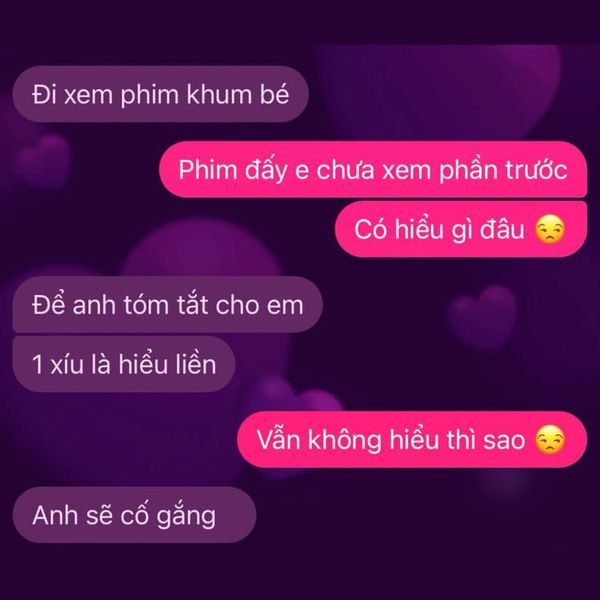 Đi xem phim khum bé
Phim đấy e chưa xem phần trước
Có hiểu gì đâu 😒
Để anh tóm tắt cho em
1 xíu là hiểu liền
Vẫn không hiểu thì sao 😒
Anh sẽ cố gắng